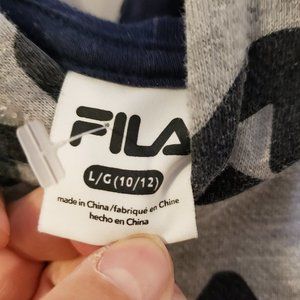 FILA
L/G (10/12)
made in China/fabriqué en Chine
hecho en China